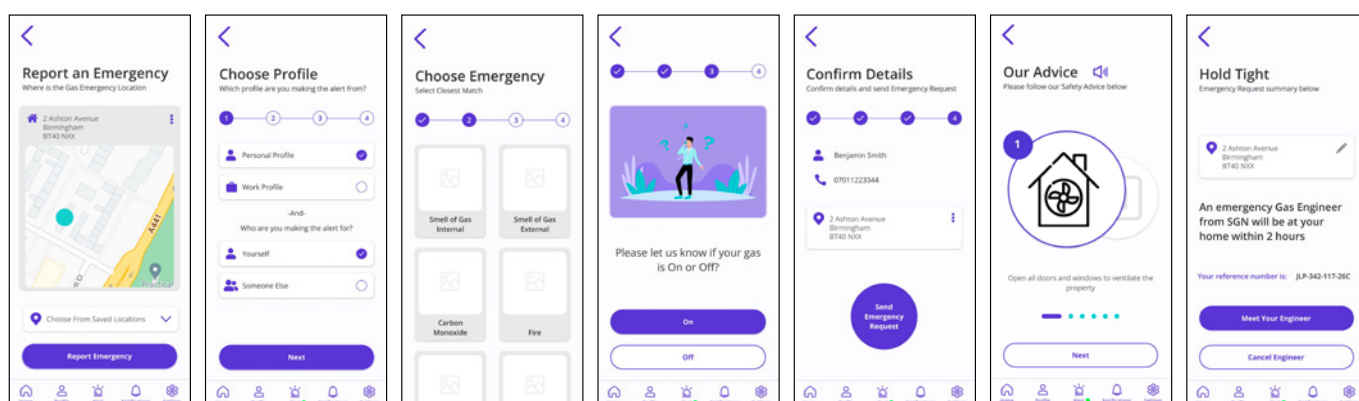 Report an Emergency
Where is the Gas Emergency Location
2 Ashton Avenue
Birmingham
BT40 NXX
A441
Practical
Choose From Saved Locations
Report Emergency
Choose Profile
Which profile are you making the alert from?
1
2
3
4
Personal Profile
Work Profile
-And-
Who are you making the alert for?
Yourself
Someone Else
Next
Choose Emergency
Select Closest Match
2
3
4
Smell of Gas
Internal
Smell of Gas
External
Carbon
Monoxide
Fire
3
4
Please let us know if your gas
is On or Off?
On
Off
Confirm Details
Confirm details and send Emergency Request
4
Benjamin Smith
07011223344
2 Ashton Avenue
Birmingham
BT40 NXX
Send
Emergency
Request
Our Advice
Please follow our Safety Advice below
1
Open all doors and windows to ventilate the
property
Next
Hold Tight
Emergency Request summary below
2 Ashton Avenue
Birmingham
BT40 NXX
An emergency Gas Engineer
from SGN will be at your
home within 2 hours
Your reference number is: JLP-342-117-26C
Meet Your Engineer
Cancel Engineer